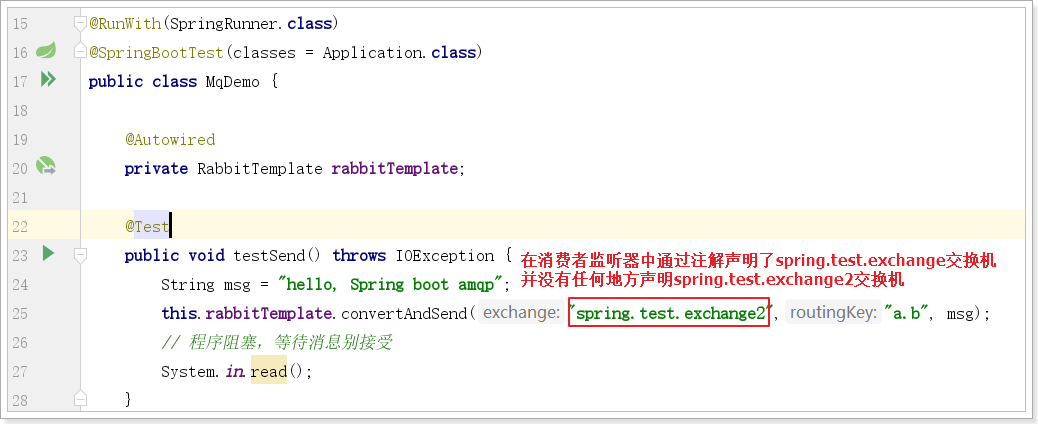 15 @RunWith(SpringRunner.class)
16 @SpringBootTest(classes = Application.class)
17 public class MqDemo {
18
19 @Autowired
20 private RabbitTemplate rabbitTemplate;
21
22 @Test
23 public void testSend() throws IOException {
在消费者监听器中通过注解声明了spring.test.exchange交换机
并没有任何地方声明spring.test.exchange2交换机
24 String msg = "hello, Spring boot amqp";
25 this.rabbitTemplate.convertAndSend( exchange: "spring.test.exchange2", routingKey: "a.b", msg);
26 // 程序阻塞，等待消息别接受
27 System.in.read();
28 }